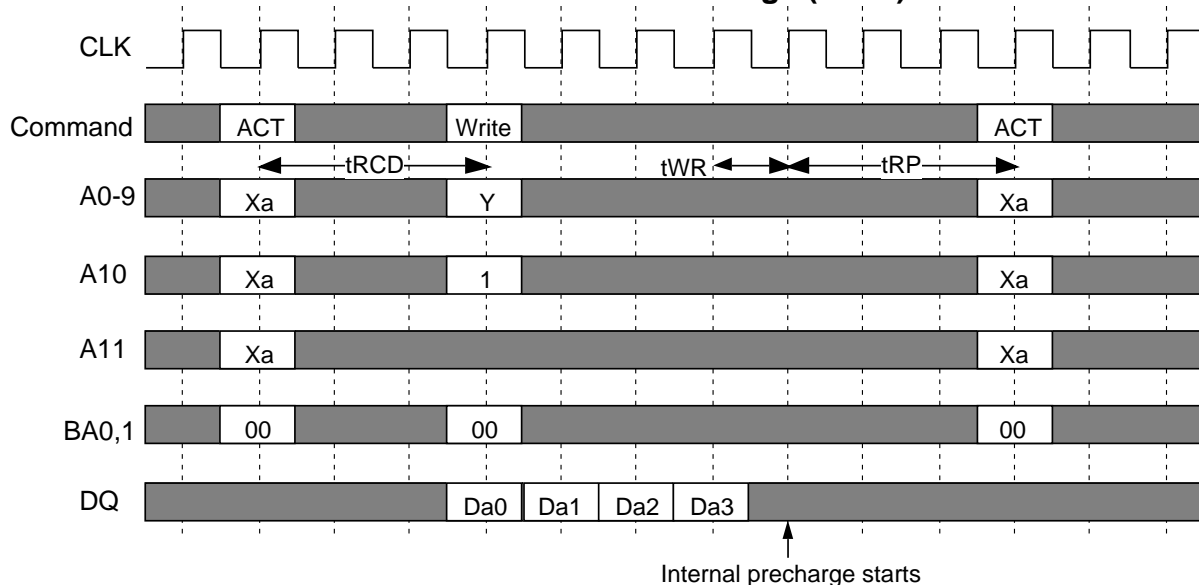 CLK
Command ACT Write ACT
tRCD tWR tRP
A0-9 Xa Y Xa
A10 Xa 1 Xa
A11 Xa Xa
BA0,1 00 00 00
DQ Da0 Da1 Da2 Da3
Internal precharge starts